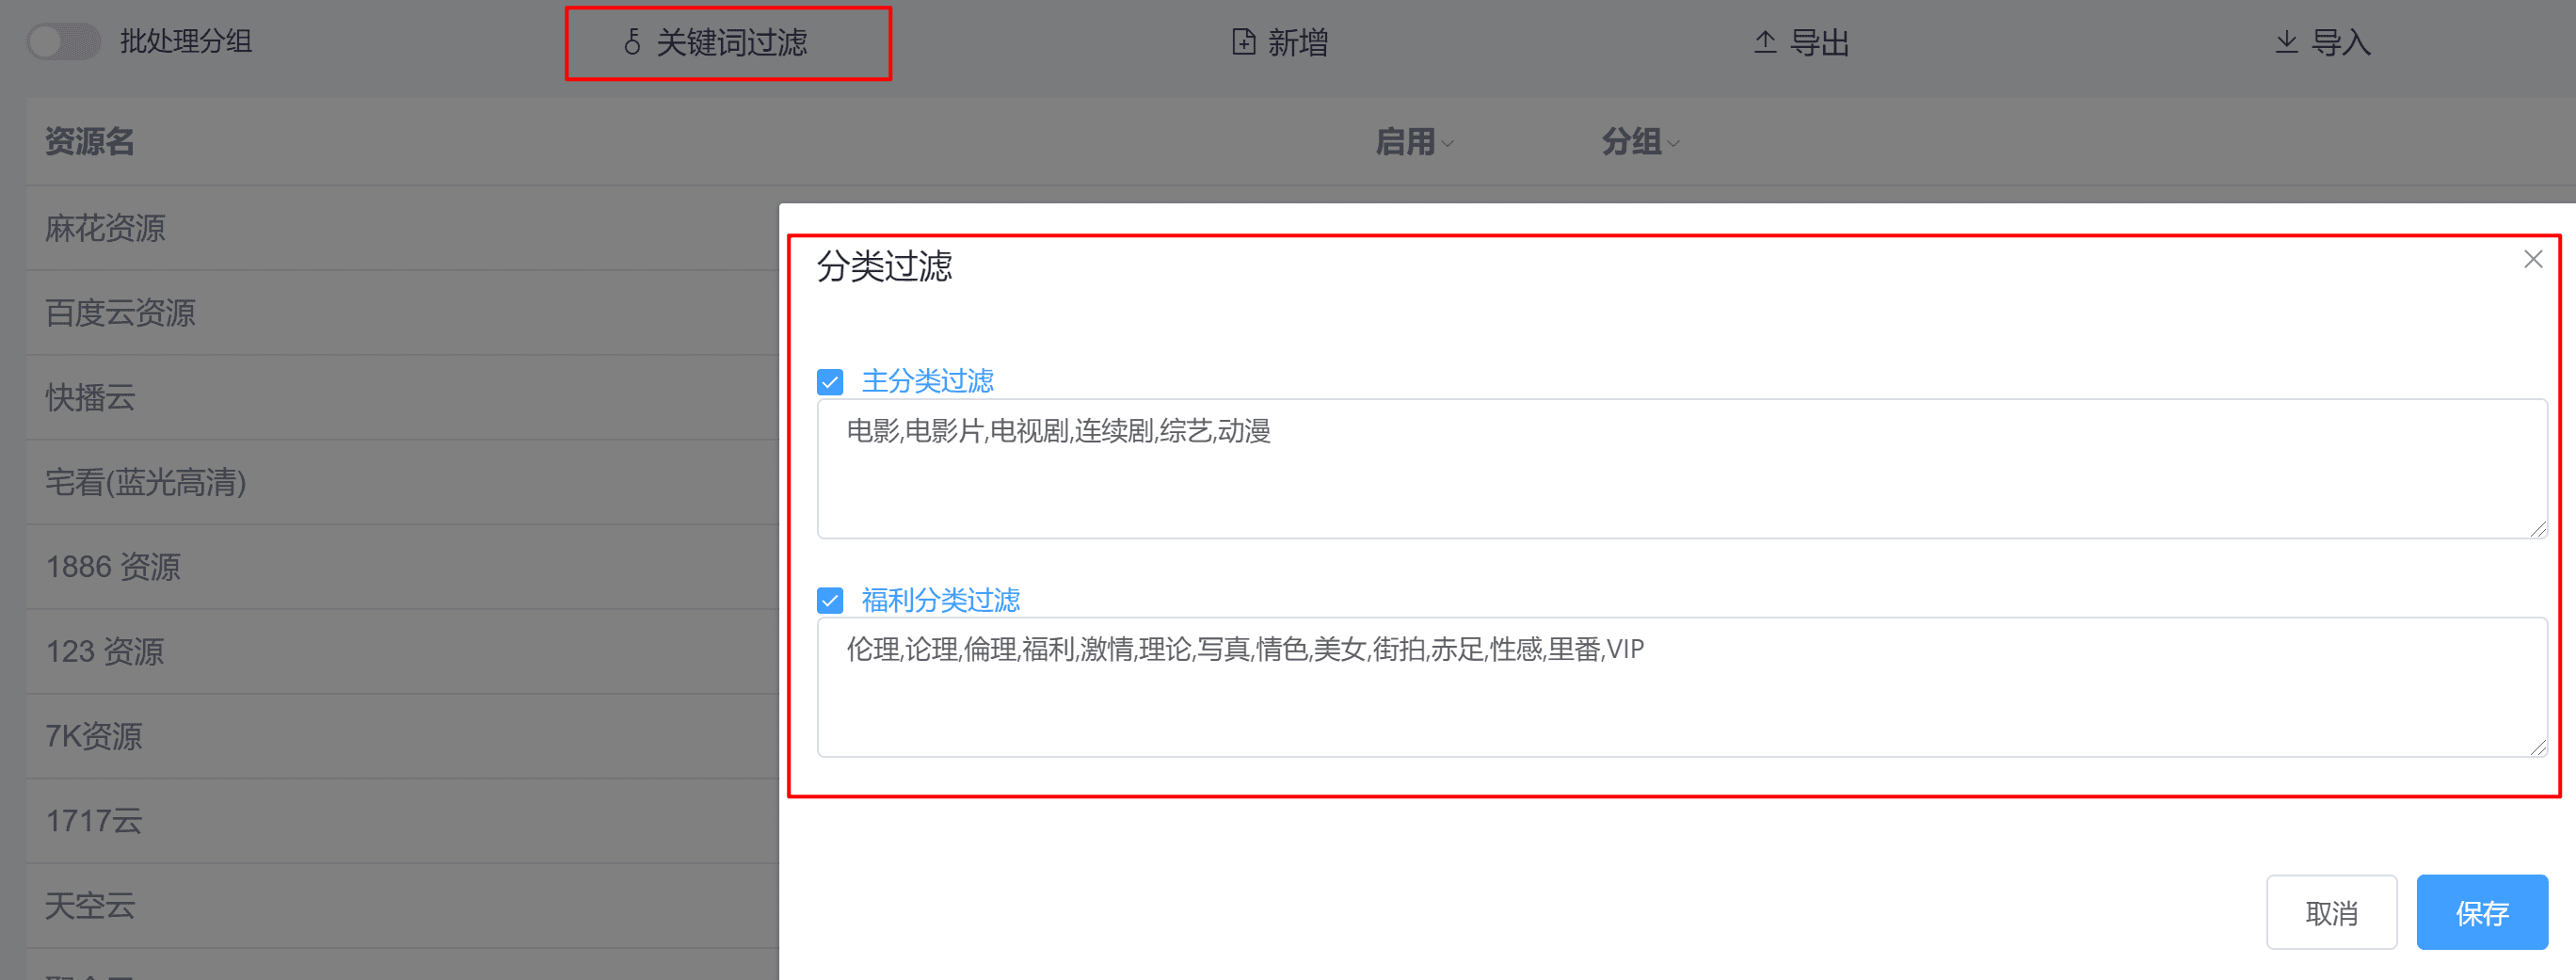 批处理分组
关键词过滤
新增
导出
导入
资源名
启用
分组
麻花资源
百度云资源
快播云
宅看(蓝光高清)
1886 资源
123 资源
7K资源
1717云
天空云
分类过滤
主分类过滤
电影,电影片,电视剧,连续剧,综艺,动漫
福利分类过滤
伦理,论理,倫理,福利,激情,理论,写真,情色,美女,街拍,赤足,性感,里番,VIP
取消
保存